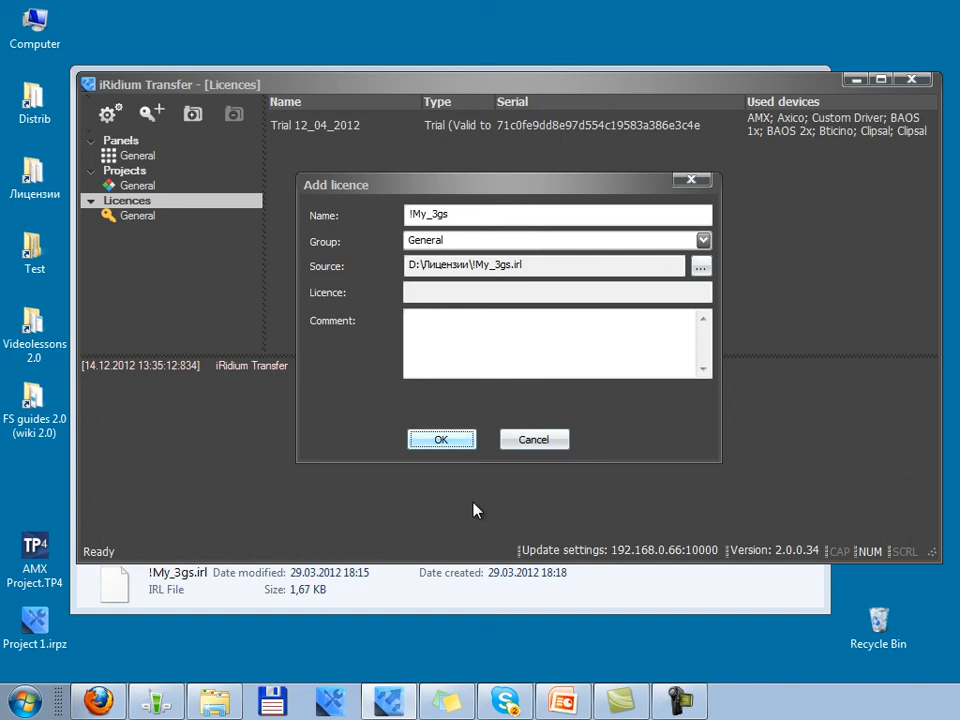 Computer
Distrib
Лицензии
Test
Videolessons
2.0
FS guides 2.0
(wiki 2.0)
TP4
AMX
Project.TP4
Project 1.irpz
iRidium Transfer - [Licences]
Panels
General
Projects
General
Licences
General
Name Type Serial Used devices
Trial 12_04_2012 Trial (Valid to 71c0fe9dd8e97d554c19583a386e3c4e AMX; Axico; Custom Driver; BAOS
1x; BAOS 2x; Bticino; Clipsal; Clipsal
Add licence
Name: !My_3gs
Group: General
Source: D:\Лицензии\!My_3gs.irl ...
Licence:
Comment:
OK Cancel
[14.12.2012 13:35:12:834] iRidium Transfer
Ready Update settings: 192.168.0.66:10000 Version: 2.0.0.34 CAP NUM SCRL
!My_3gs.irl Date modified: 29.03.2012 18:15 Date created: 29.03.2012 18:18
IRL File Size: 1,67 KB
Recycle Bin